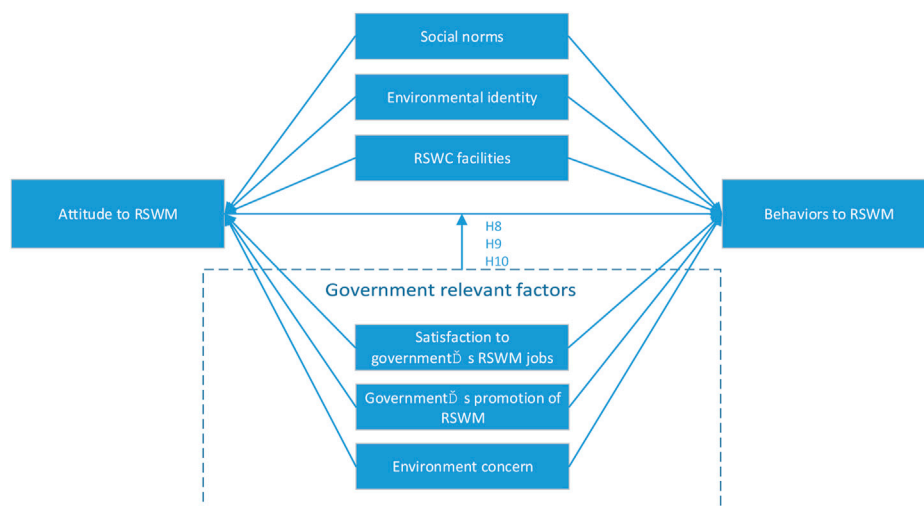 Social norms
Environmental identity
RSWC facilities
Attitude to RSWM
Behaviors to RSWM
H8
H9
H10
Government relevant factors
Satisfaction to
governmentĎ s RSWM jobs
GovernmentĎ s promotion of
RSWM
Environment concern